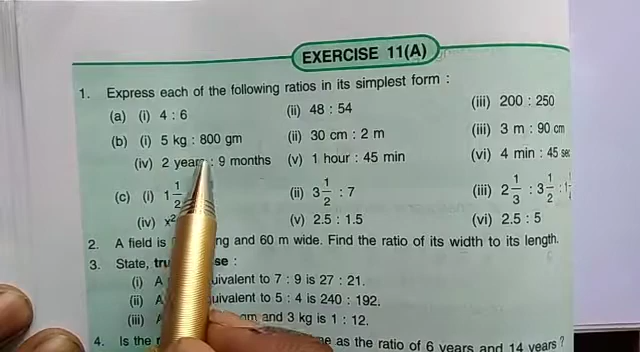 EXERCISE 11(A)
1. Express each of the following ratios in its simplest form :
(a) (i) 4 : 6 (ii) 48 : 54 (iii) 200 : 250
(b) (i) 5 kg : 800 gm (ii) 30 cm : 2 m (iii) 3 m : 90 cm
(iv) 2 years : 9 months (v) 1 hour : 45 min (vi) 4 min : 45 sec
(c) (i) 1 1/2 (ii) 3 1/2 : 7 (iii) 2 1/3 : 3 1/2 : 1
(iv) x² (v) 2.5 : 1.5 (vi) 2.5 : 5
2. A field is and 60 m wide. Find the ratio of its width to its length.
3. State, :
(i) A to 7 : 9 is 27 : 21.
(ii) A to 5 : 4 is 240 : 192.
(iii) and 3 kg is 1 : 12.
4. Is the as the ratio of 6 years and 14 years ?